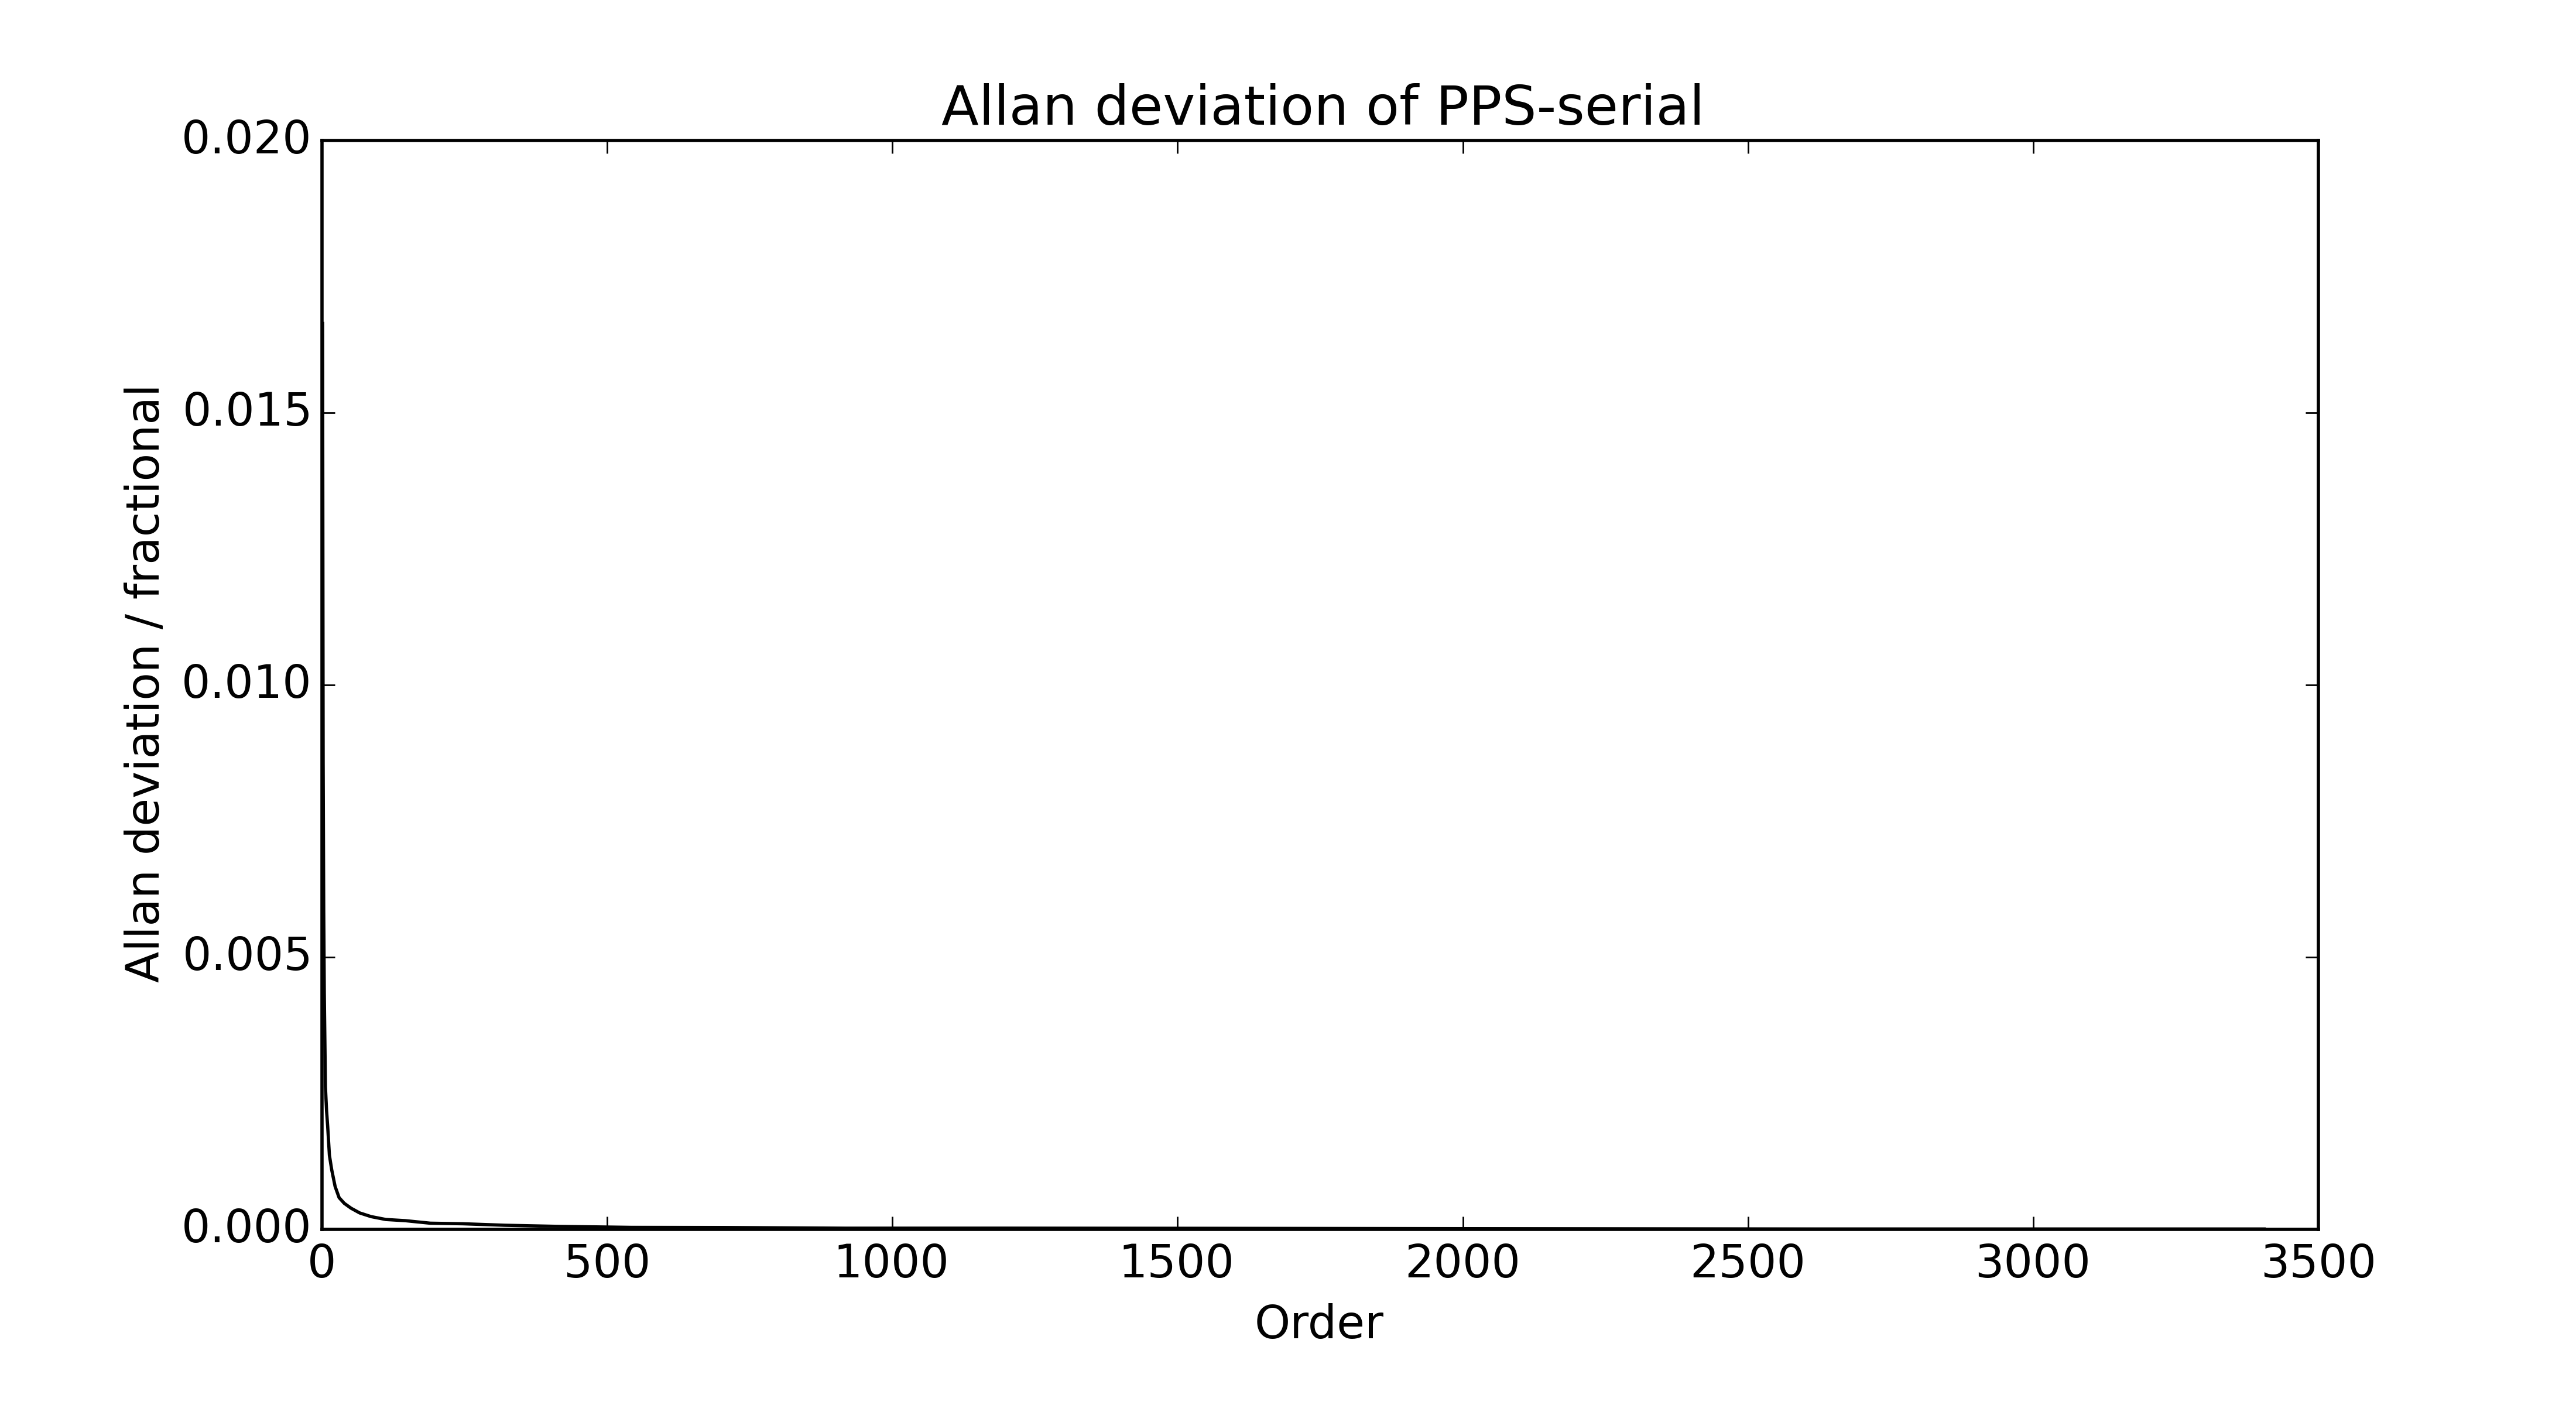 Allan deviation of PPS-serial
Allan deviation / fractional
0.020
0.015
0.010
0.005
0.000
0 500 1000 1500 2000 2500 3000 3500
Order